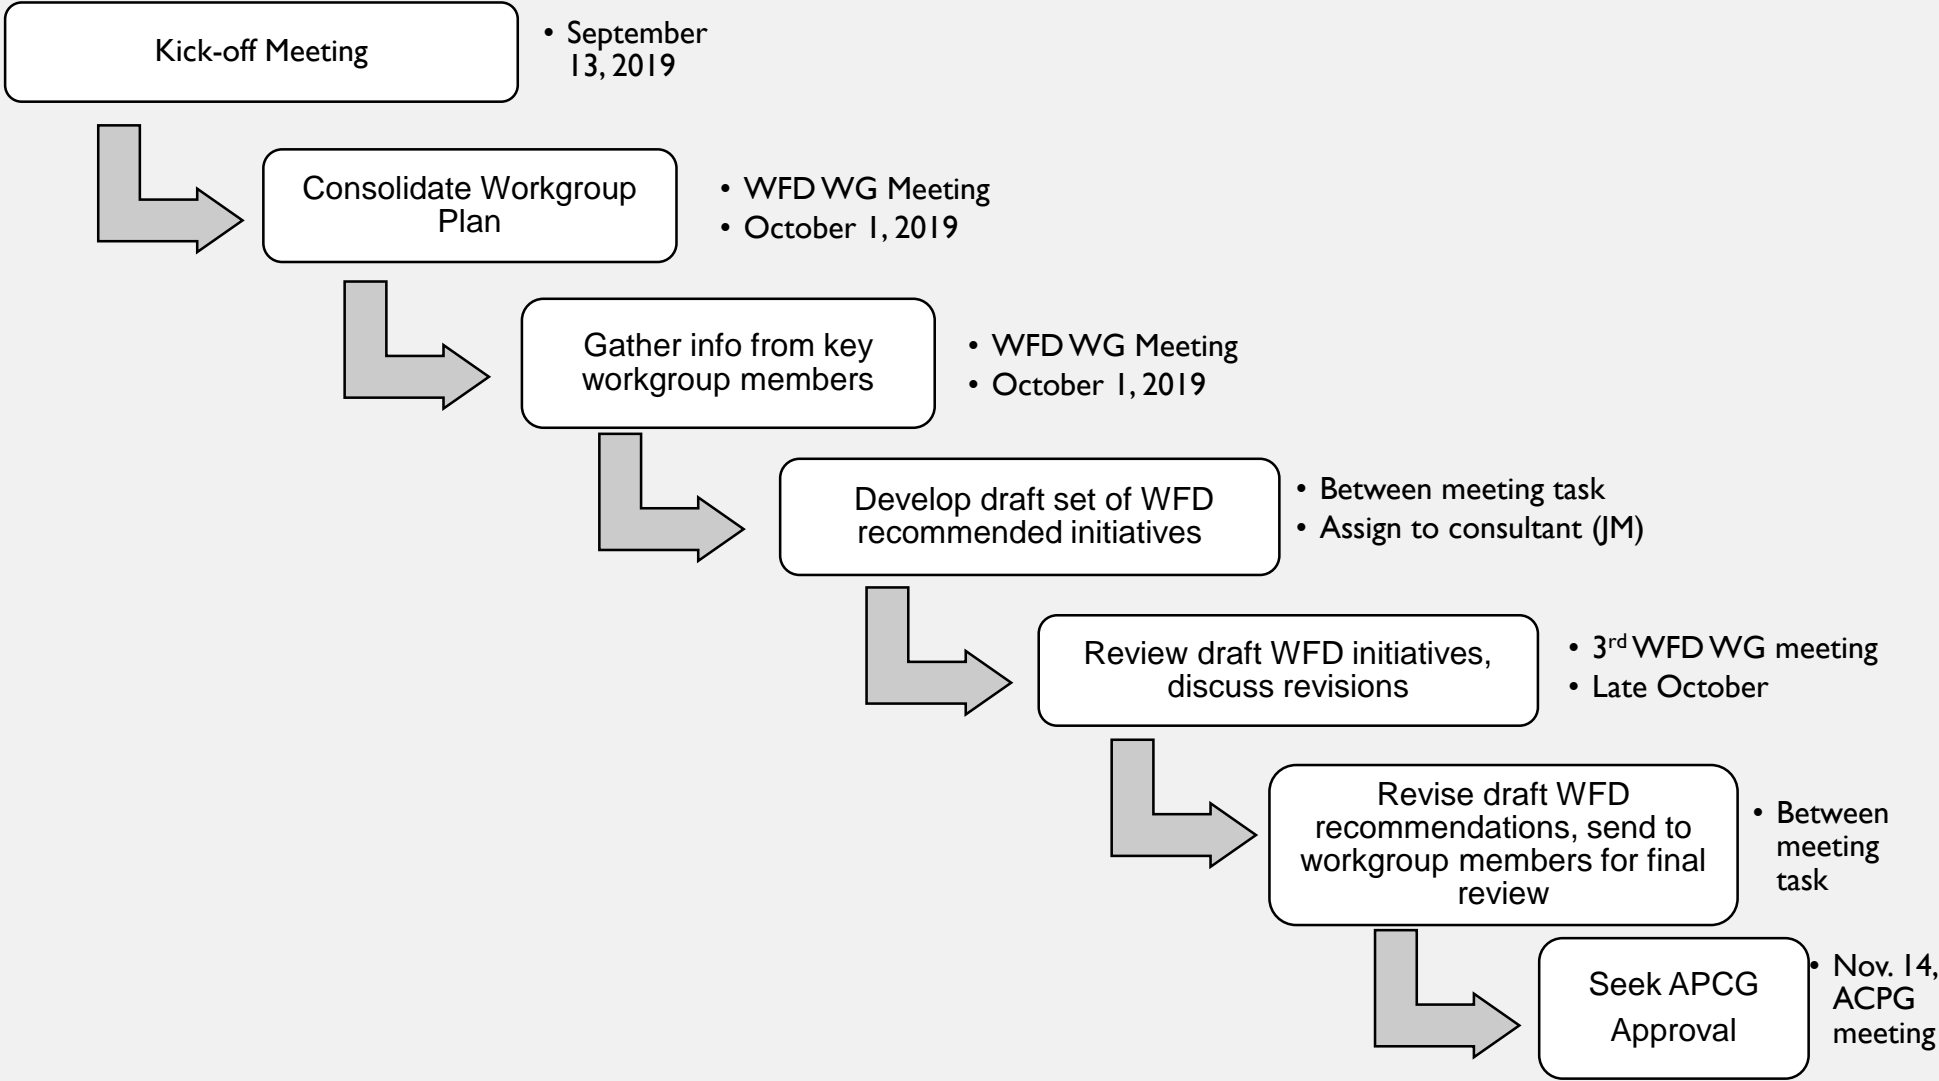 Kick-off Meeting
• September
13, 2019
Consolidate Workgroup
Plan
• WFD WG Meeting
• October 1, 2019
Gather info from key
workgroup members
• WFD WG Meeting
• October 1, 2019
Develop draft set of WFD
recommended initiatives
• Between meeting task
• Assign to consultant (JM)
Review draft WFD initiatives,
discuss revisions
• 3rd WFD WG meeting
• Late October
Revise draft WFD
recommendations, send to
workgroup members for final
review
• Between
meeting
task
Seek APCG
Approval
• Nov. 14,
ACPG
meeting